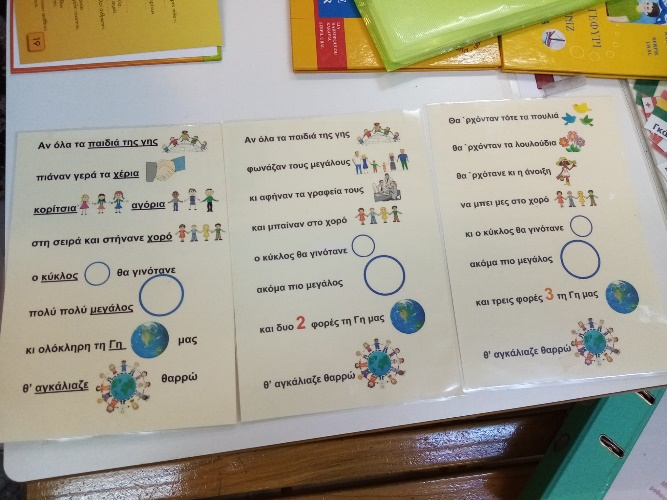 Αν όλα τα παιδιά της γης
πιάναν γερά τα χέρια
κορίτσια αγόρια
στη σειρά και στήνανε χορό
ο κύκλος θα γινότανε
πολύ πολύ μεγάλος
κι ολόκληρη τη Γη μας
θ' αγκάλιαζε θαρρώ
Αν όλα τα παιδιά της γης
φωνάζαν τους μεγάλους
κι αφήναν τα γραφεία τους
και μπαίναν στο χορό
ο κύκλος θα γινότανε
ακόμα πιο μεγάλος
και δυο 2 φορές τη Γη μας
θ' αγκάλιαζε θαρρώ
Θα ΄ρχόνταν τότε τα πουλιά
θα ΄ρχόνταν τα λουλούδια
θα ΄ρχότανε κι η άνοιξη
να μπει μες στο χορό
κι ο κύκλος θα γινότανε
ακόμα πιο μεγάλος
και τρεις φορές 3 τη Γη μας
θ' αγκάλιαζε θαρρώ